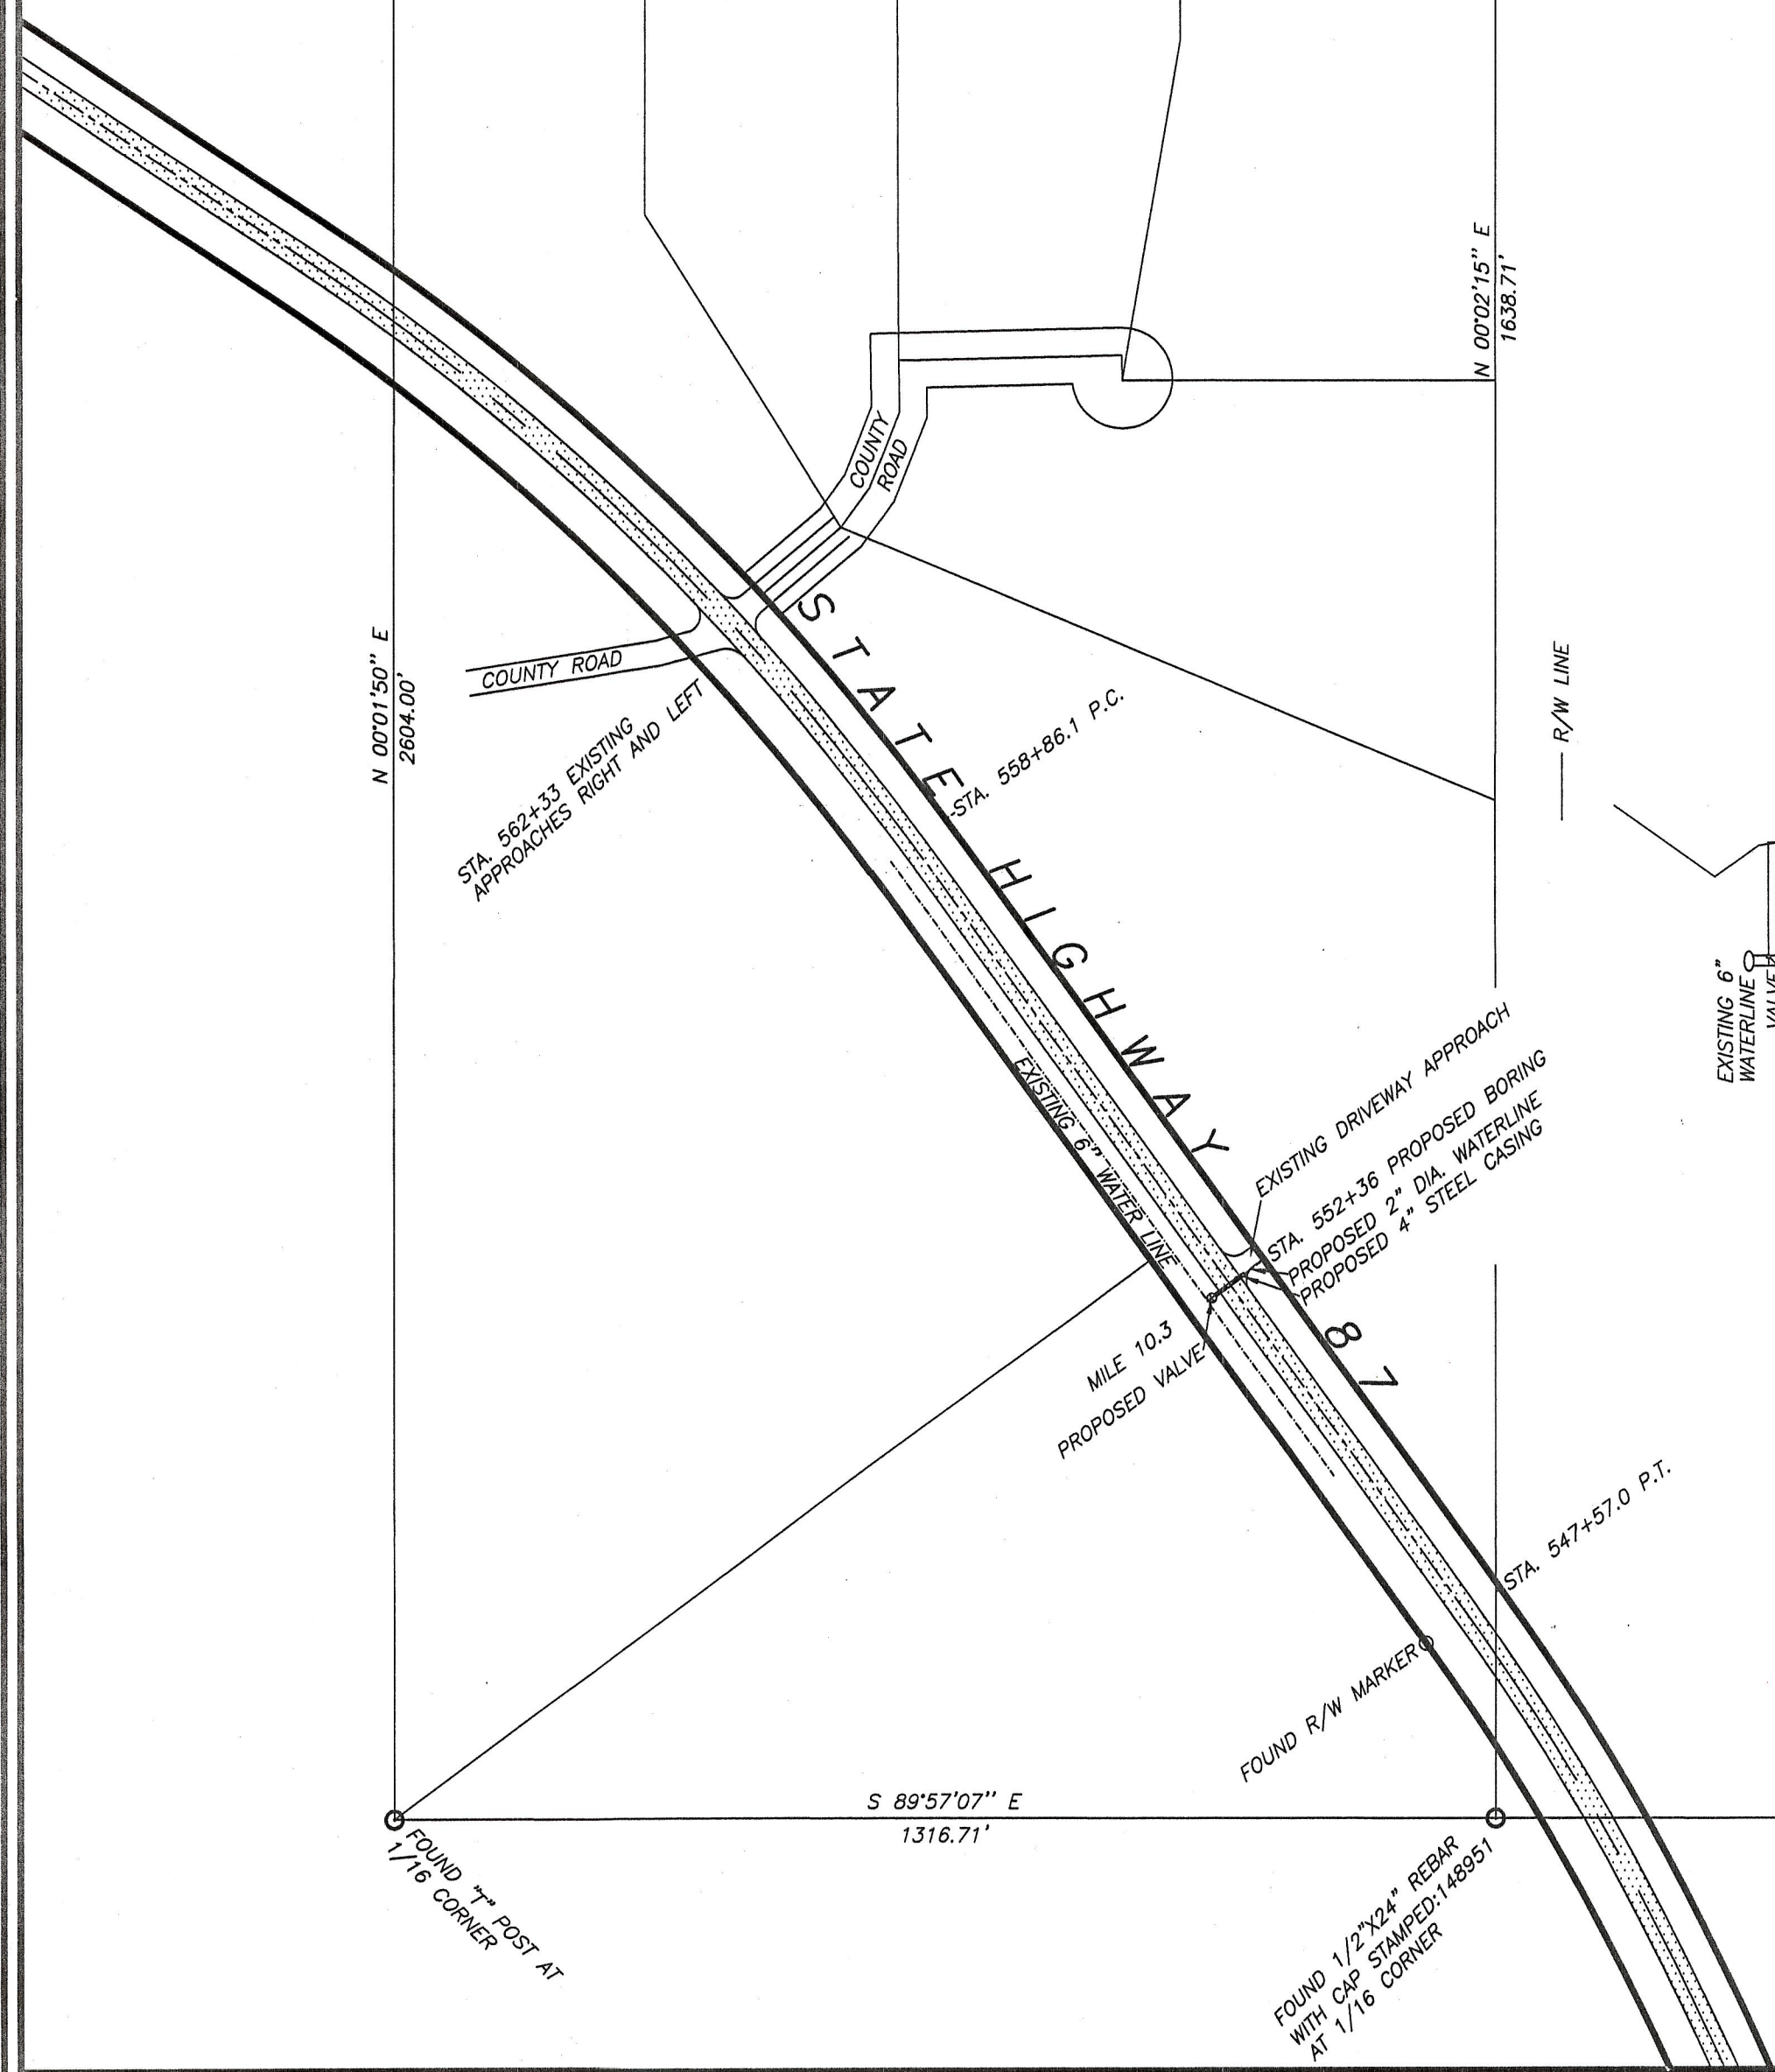 N 00°02'15" E
1638.71'
COUNTY
ROAD
N 00°01'50" E
2604.00'
COUNTY ROAD
STA. 562+33 EXISTING
APPROACHES RIGHT AND LEFT
STATE HIGHWAY 87
STA. 558+86.1 P.C.
R/W LINE
EXISTING 6"
WATERLINE
VALVE
EXISTING 6" WATER LINE
EXISTING DRIVEWAY APPROACH
STA. 552+36 PROPOSED BORING
PROPOSED 2" DIA. WATERLINE
PROPOSED 4" STEEL CASING
MILE 10.3
PROPOSED VALVE
STA. 547+57.0 P.T.
FOUND R/W MARKER
S 89°57'07" E
1316.71'
FOUND "T" POST AT
1/16 CORNER
FOUND 1/2"X24" REBAR
WITH CAP STAMPED:148951
AT 1/16 CORNER